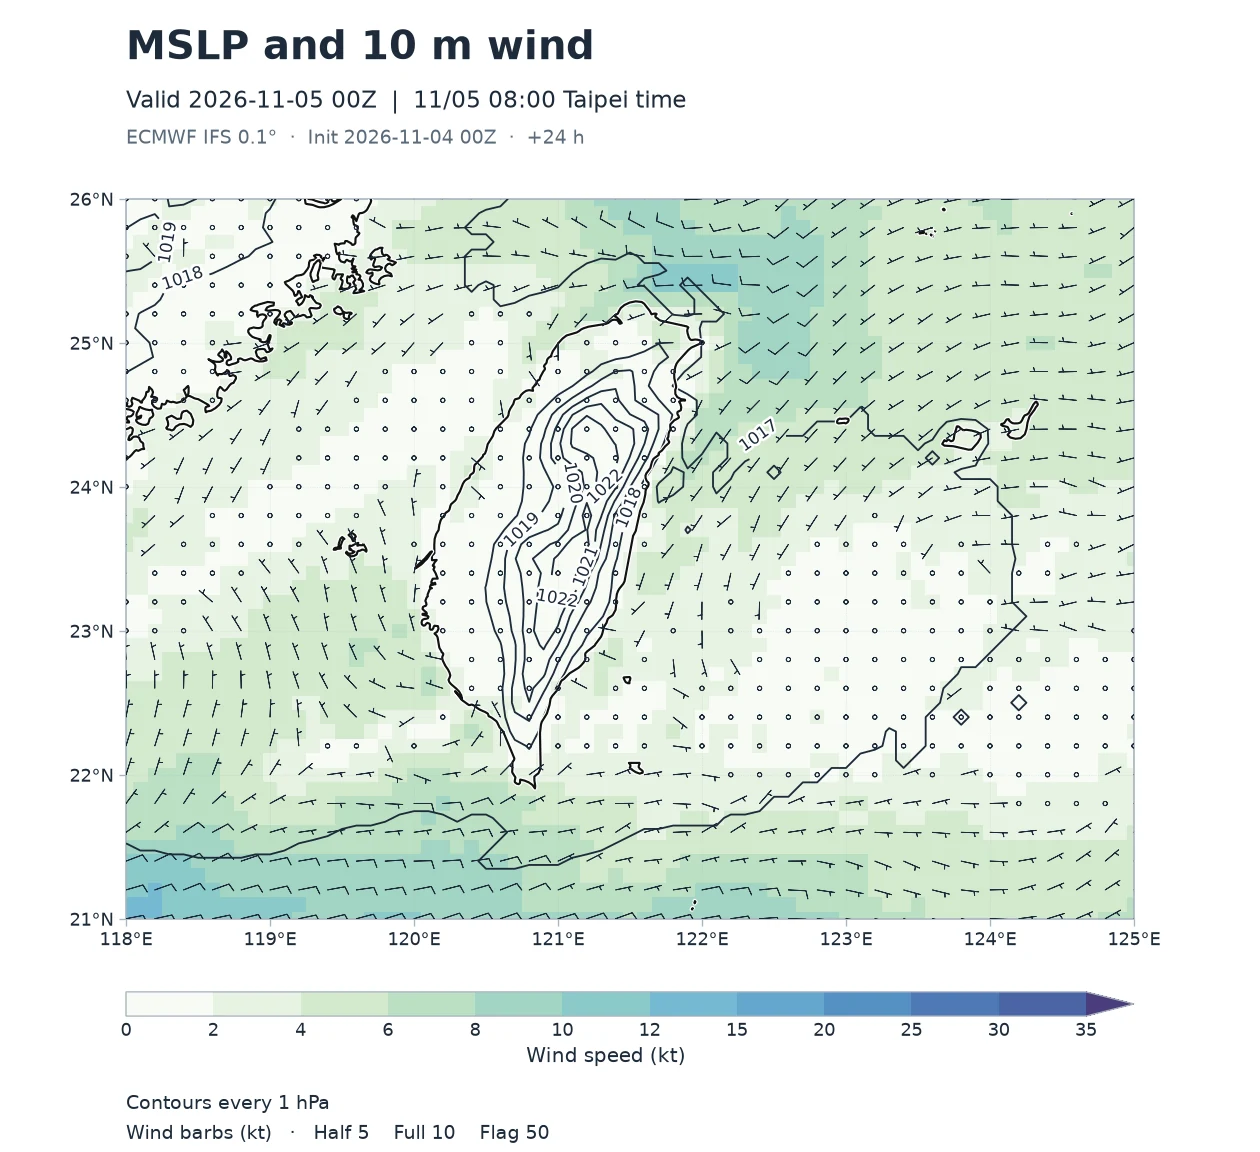 MSLP and 10 m wind
Valid 2026-11-05 00Z | 11/05 08:00 Taipei time
ECMWF IFS 0.1° · Init 2026-11-04 00Z · +24 h
26°N
25°N
24°N
23°N
22°N
21°N
1019
1018
1017
1020
1022
1018
1019
1021
1022
118°E 119°E 120°E 121°E 122°E 123°E 124°E 125°E
0 2 4 6 8 10 12 15 20 25 30 35
Wind speed (kt)
Contours every 1 hPa
Wind barbs (kt) · Half 5 Full 10 Flag 50